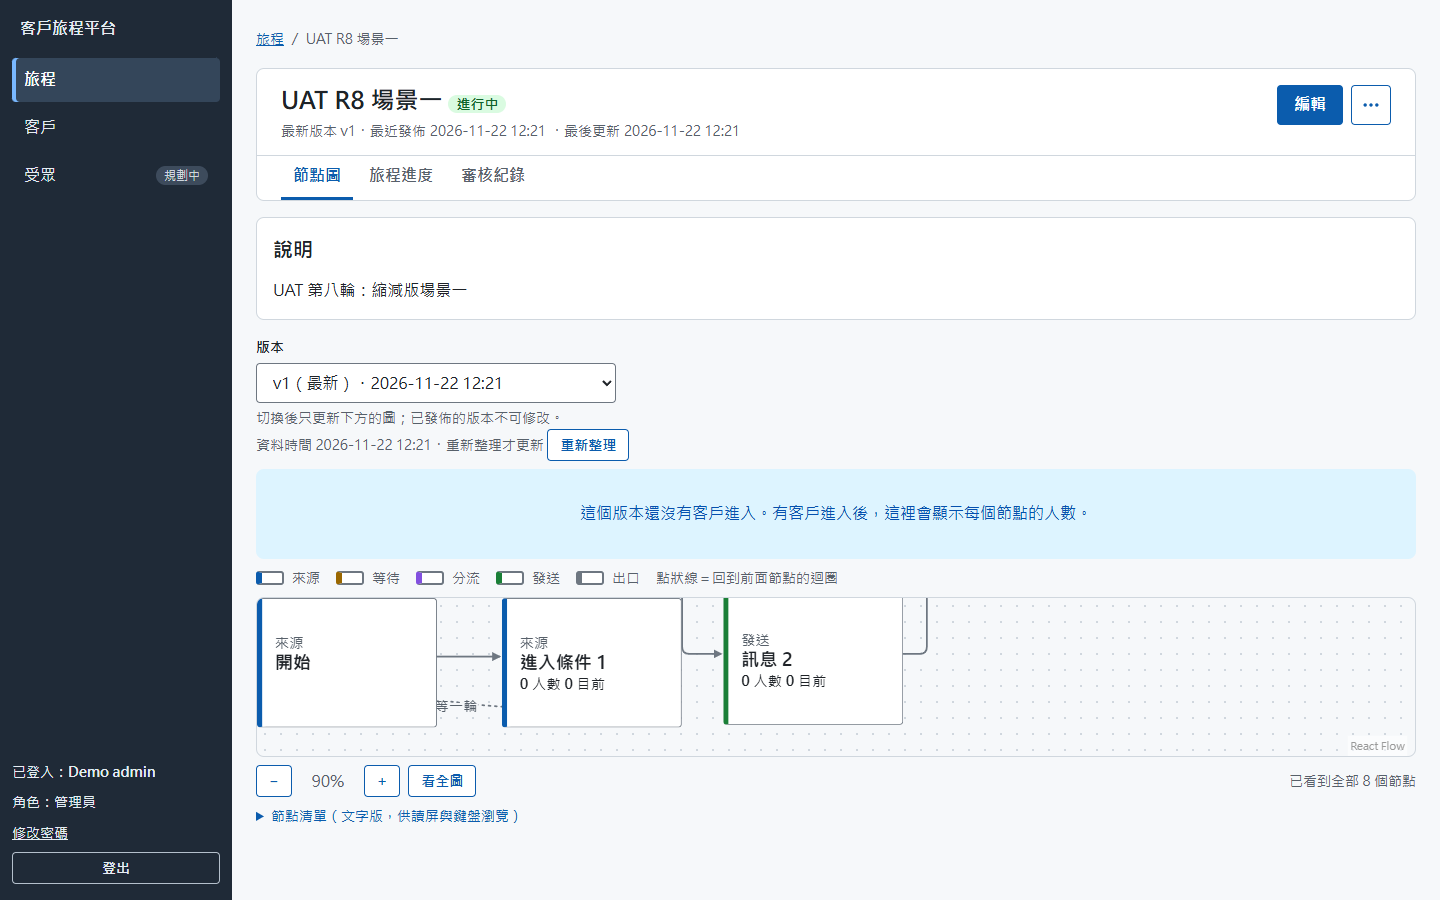 客戶旅程平台
旅程
客戶
受眾 規劃中
已登入：Demo admin
角色：管理員
修改密碼
登出
旅程 / UAT R8 場景一
UAT R8 場景一 進行中
編輯 ···
最新版本 v1 · 最近發佈 2026-11-22 12:21 · 最後更新 2026-11-22 12:21
節點圖 旅程進度 審核紀錄
說明
UAT 第八輪：縮減版場景一
版本
v1（最新） · 2026-11-22 12:21
切換後只更新下方的圖；已發佈的版本不可修改。
資料時間 2026-11-22 12:21 · 重新整理才更新 重新整理
這個版本還沒有客戶進入。有客戶進入後，這裡會顯示每個節點的人數。
來源 等待 分流 發送 出口 點狀線＝回到前面節點的迴圈
來源
開始
來源
進入條件 1
0 人數 0 目前
等一輪
發送
訊息 2
0 人數 0 目前
React Flow
− 90% + 看全圖 已看到全部 8 個節點
節點清單（文字版，供讀屏與鍵盤瀏覽）